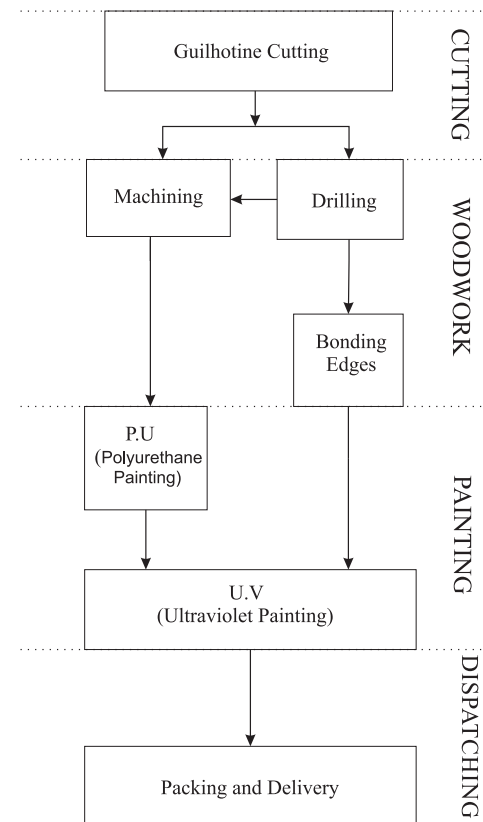 Guilhotine Cutting
CUTTING
Machining
Drilling
WOODWORK
Bonding
Edges
P.U
(Polyurethane
Painting)
PAINTING
U.V
(Ultraviolet Painting)
DISPATCHING
Packing and Delivery